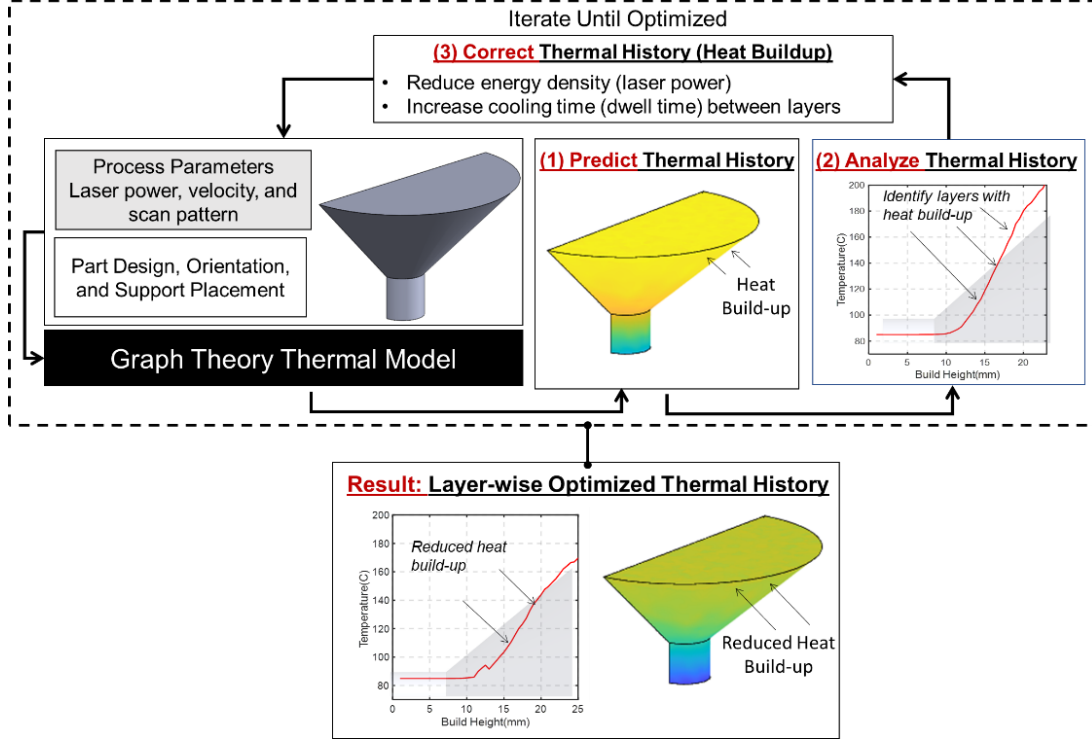 Iterate Until Optimized
(3) Correct Thermal History (Heat Buildup)
• Reduce energy density (laser power)
• Increase cooling time (dwell time) between layers
Process Parameters
Laser power, velocity, and
scan pattern
Part Design, Orientation,
and Support Placement
Graph Theory Thermal Model
(1) Predict Thermal History
Heat
Build-up
(2) Analyze Thermal History
Identify layers with
heat build-up
Temperature(C)
200
180
160
140
120
100
80
0
5
10
15
20
Build Height(mm)
Result: Layer-wise Optimized Thermal History
Reduced heat
build-up
Temperature(C)
200
180
160
140
120
100
80
0
5
10
15
20
25
Build Height(mm)
Reduced Heat
Build-up